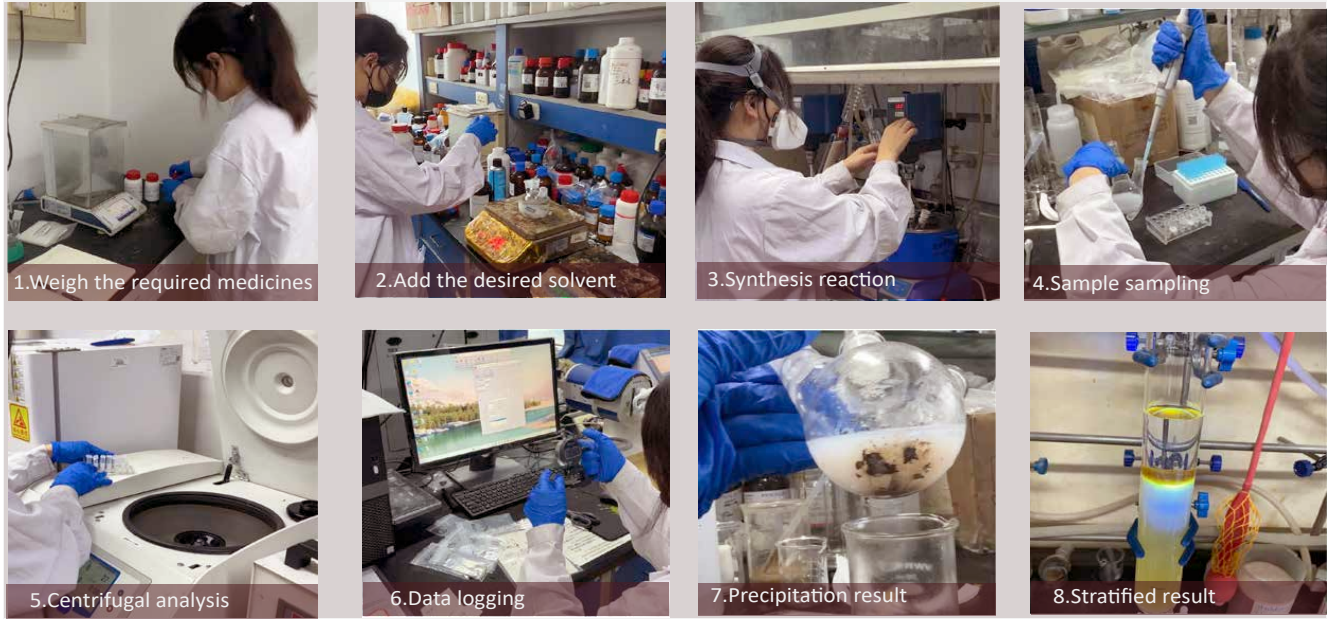 1.Weigh the required medicines
2.Add the desired solvent
3.Synthesis reaction
4.Sample sampling
5.Centrifugal analysis
6.Data logging
7.Precipitation result
8.Stratified result